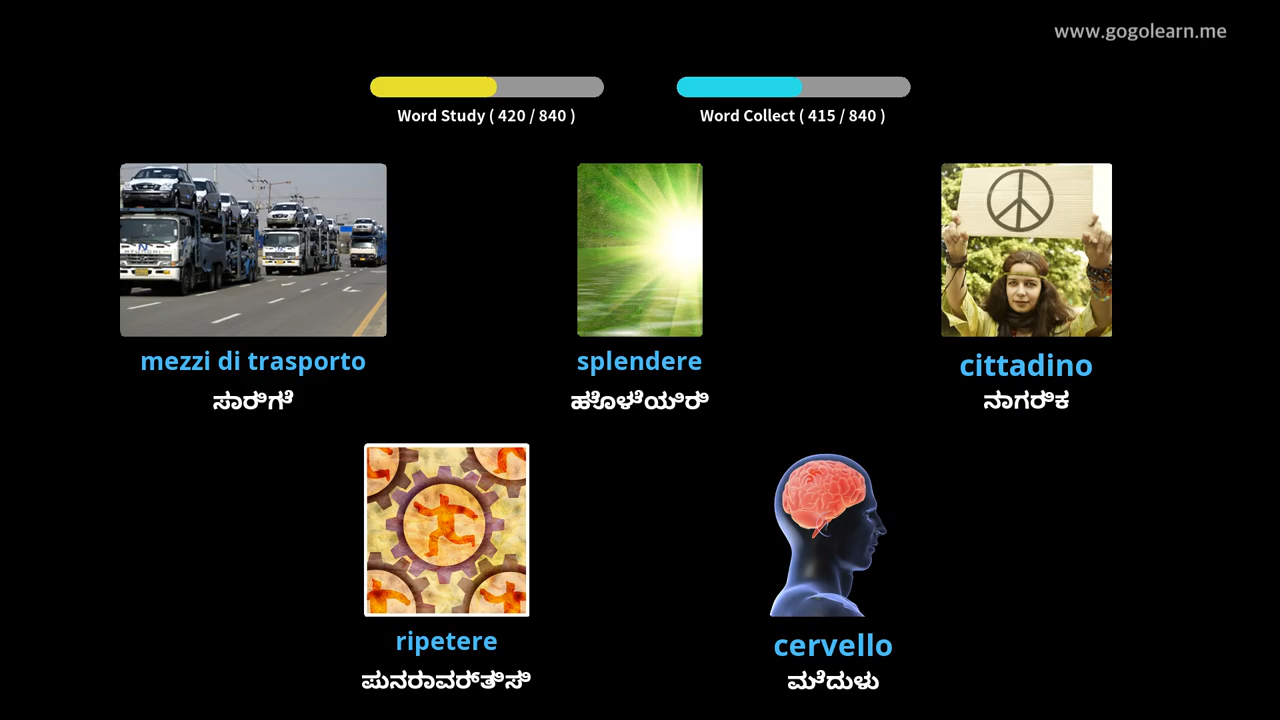 www.gogolearn.me
Word Study ( 420 / 840 )
Word Collect ( 415 / 840 )
mezzi di trasporto
ಸಾರಿಗೆ
splendere
ಹೊಳೆಯಿರಿ
cittadino
ನಾಗರಿಕ
ripetere
ಪುನರಾವರ್ತಿಸಿ
cervello
ಮೆದುಳು